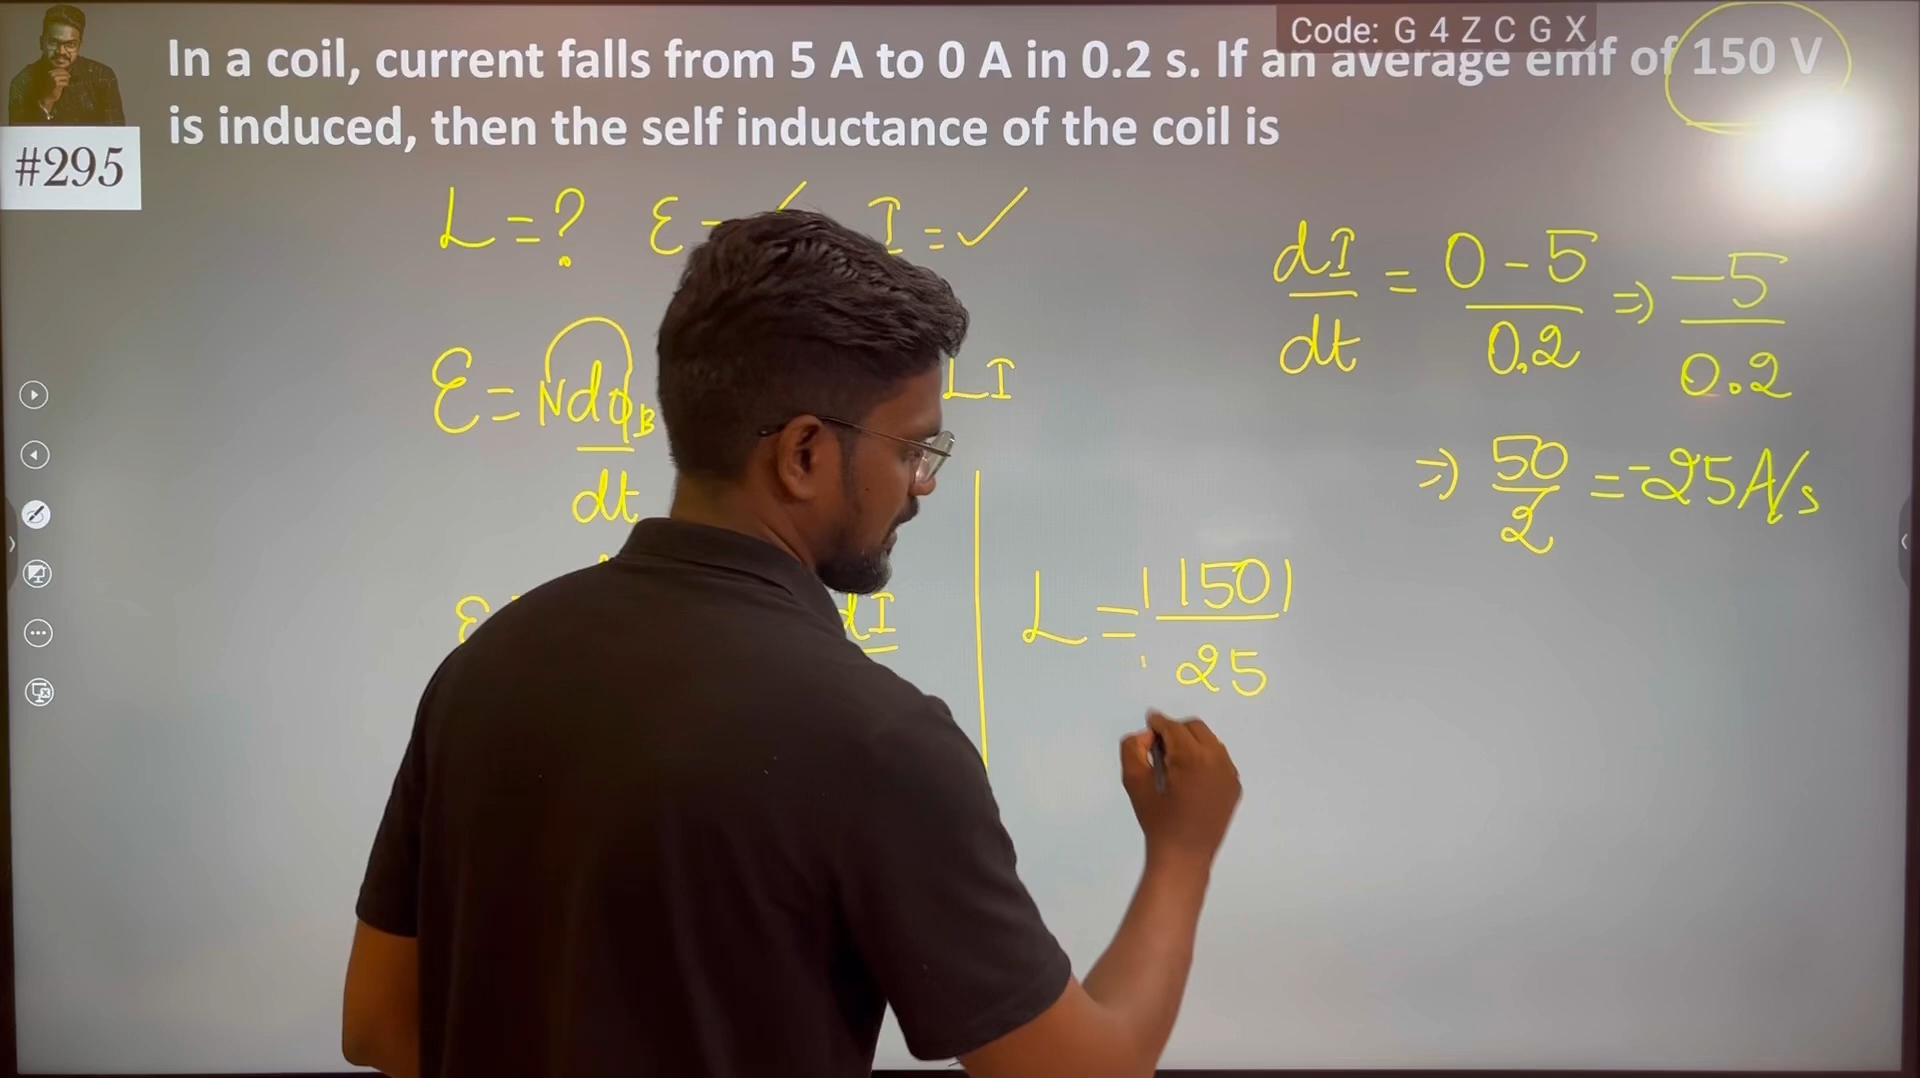 Code: G 4 Z C G X
In a coil, current falls from 5 A to 0 A in 0.2 s. If an average emf of 150 V
is induced, then the self inductance of the coil is
#295
L = ? ε - ✓ I = ✓
dI/dt = 0 - 5/0.2 ⇒ -5/0.2
ε = NdφB/dt LI
⇒ 50/2 = -25 A/s
ε dI
L = |150|/25